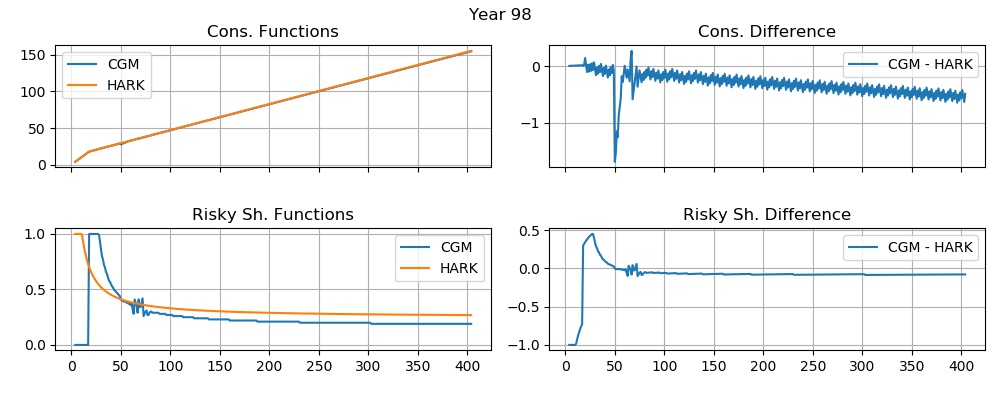 Year 98
Cons. Functions
150
100
50
0
CGM
HARK
Cons. Difference
0
−1
CGM - HARK
Risky Sh. Functions
1.0
0.5
0.0
CGM
HARK
0 50 100 150 200 250 300 350 400
Risky Sh. Difference
0.5
0.0
−0.5
−1.0
CGM - HARK
0 50 100 150 200 250 300 350 400